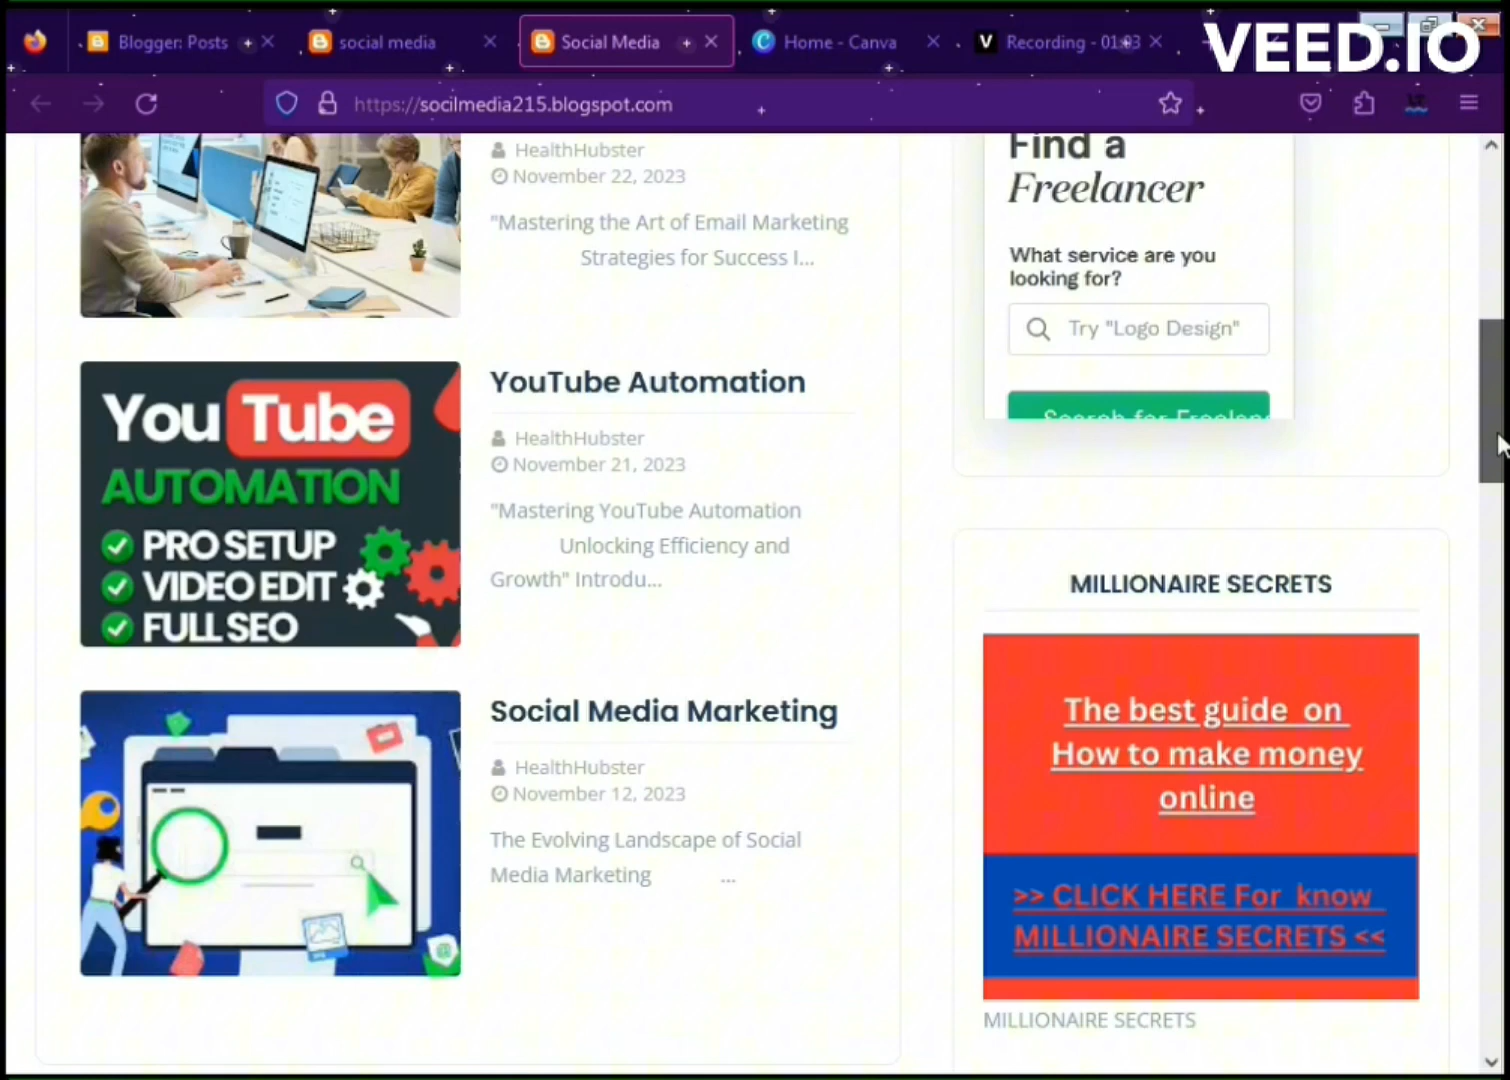 Blogger: Posts
social media
Social Media
Home - Canva
Recording - 01:03
VEED.IO
https://socilmedia215.blogspot.com
HealthHubster
November 22, 2023
"Mastering the Art of Email Marketing
Strategies for Success I...
YouTube Automation
HealthHubster
November 21, 2023
"Mastering YouTube Automation
Unlocking Efficiency and
Growth" Introdu...
YouTube
AUTOMATION
PRO SETUP
VIDEO EDIT
FULL SEO
Social Media Marketing
HealthHubster
November 12, 2023
The Evolving Landscape of Social
Media Marketing ...
Find a
Freelancer
What service are you
looking for?
Try "Logo Design"
Search for Freelanc
MILLIONAIRE SECRETS
The best guide on
How to make money
online
>> CLICK HERE For know
MILLIONAIRE SECRETS <<
MILLIONAIRE SECRETS